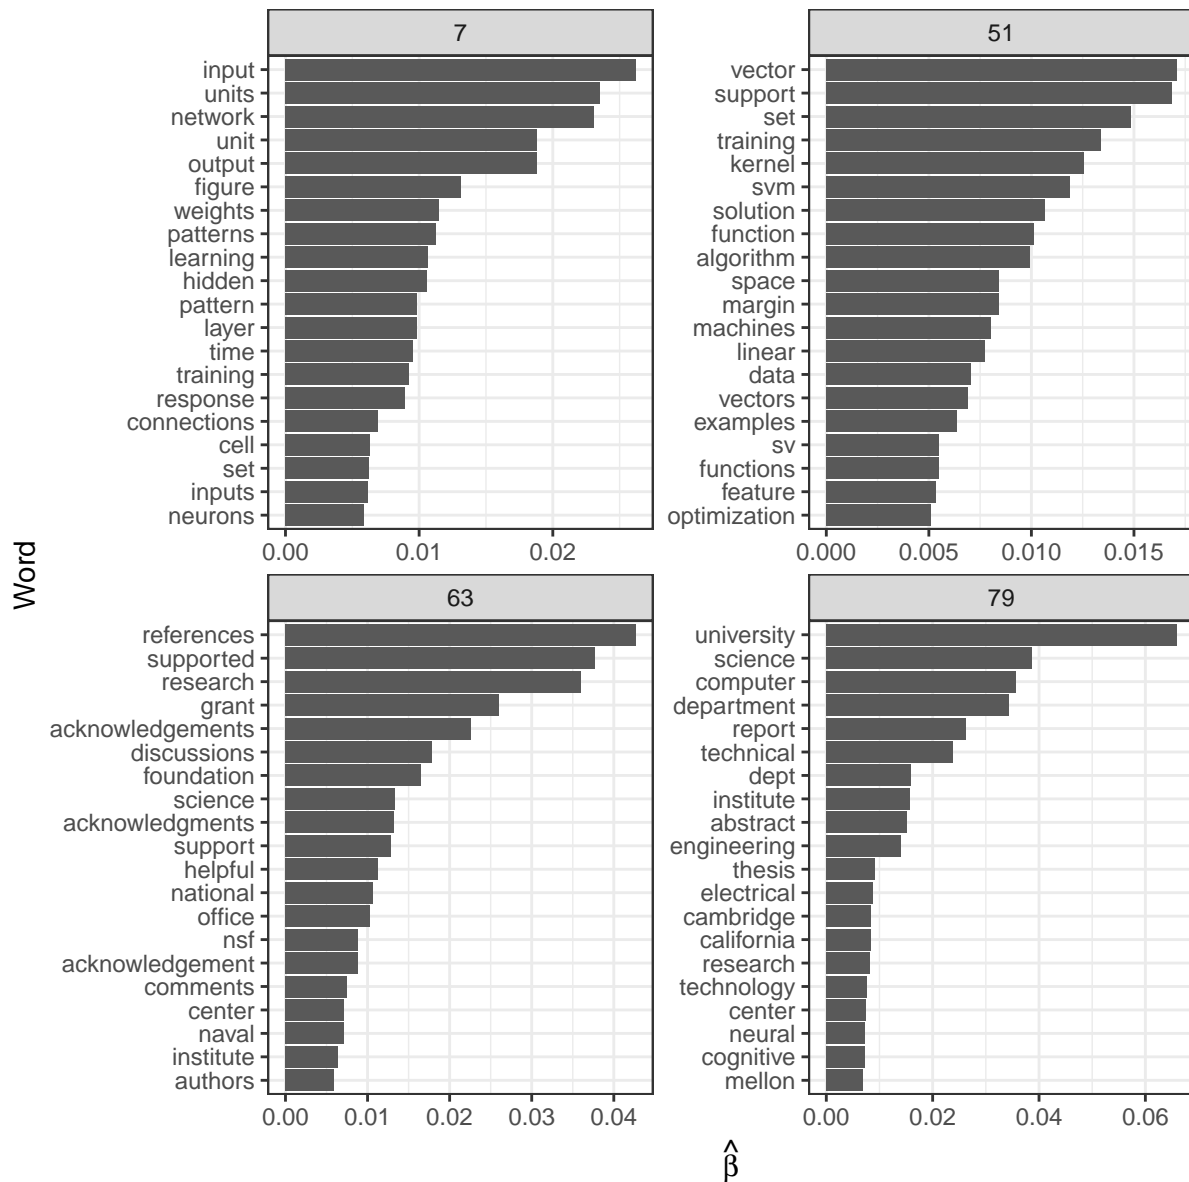 7
input
units
network
unit
output
figure
weights
patterns
learning
hidden
pattern
layer
time
training
response
connections
cell
set
inputs
neurons
0.00 0.01 0.02
51
vector
support
set
training
kernel
svm
solution
function
algorithm
space
margin
machines
linear
data
vectors
examples
sv
functions
feature
optimization
0.000 0.005 0.010 0.015
Word
63
references
supported
research
grant
acknowledgements
discussions
foundation
science
acknowledgments
support
helpful
national
office
nsf
acknowledgement
comments
center
naval
institute
authors
0.00 0.01 0.02 0.03 0.04
79
university
science
computer
department
report
technical
dept
institute
abstract
engineering
thesis
electrical
cambridge
california
research
technology
center
neural
cognitive
mellon
0.00 0.02 0.04 0.06
β̂